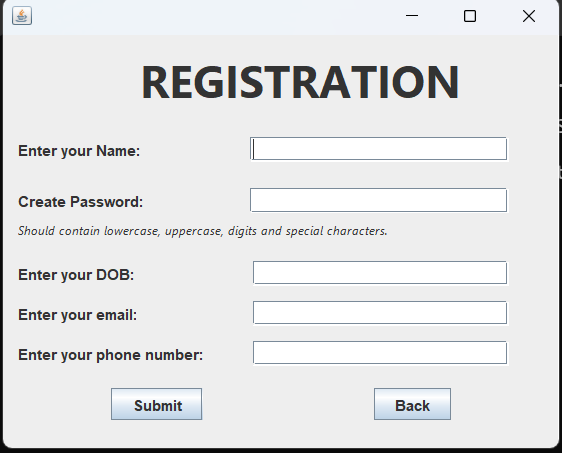 REGISTRATION
Enter your Name:
Create Password:
Should contain lowercase, uppercase, digits and special characters.
Enter your DOB:
Enter your email:
Enter your phone number:
Submit Back